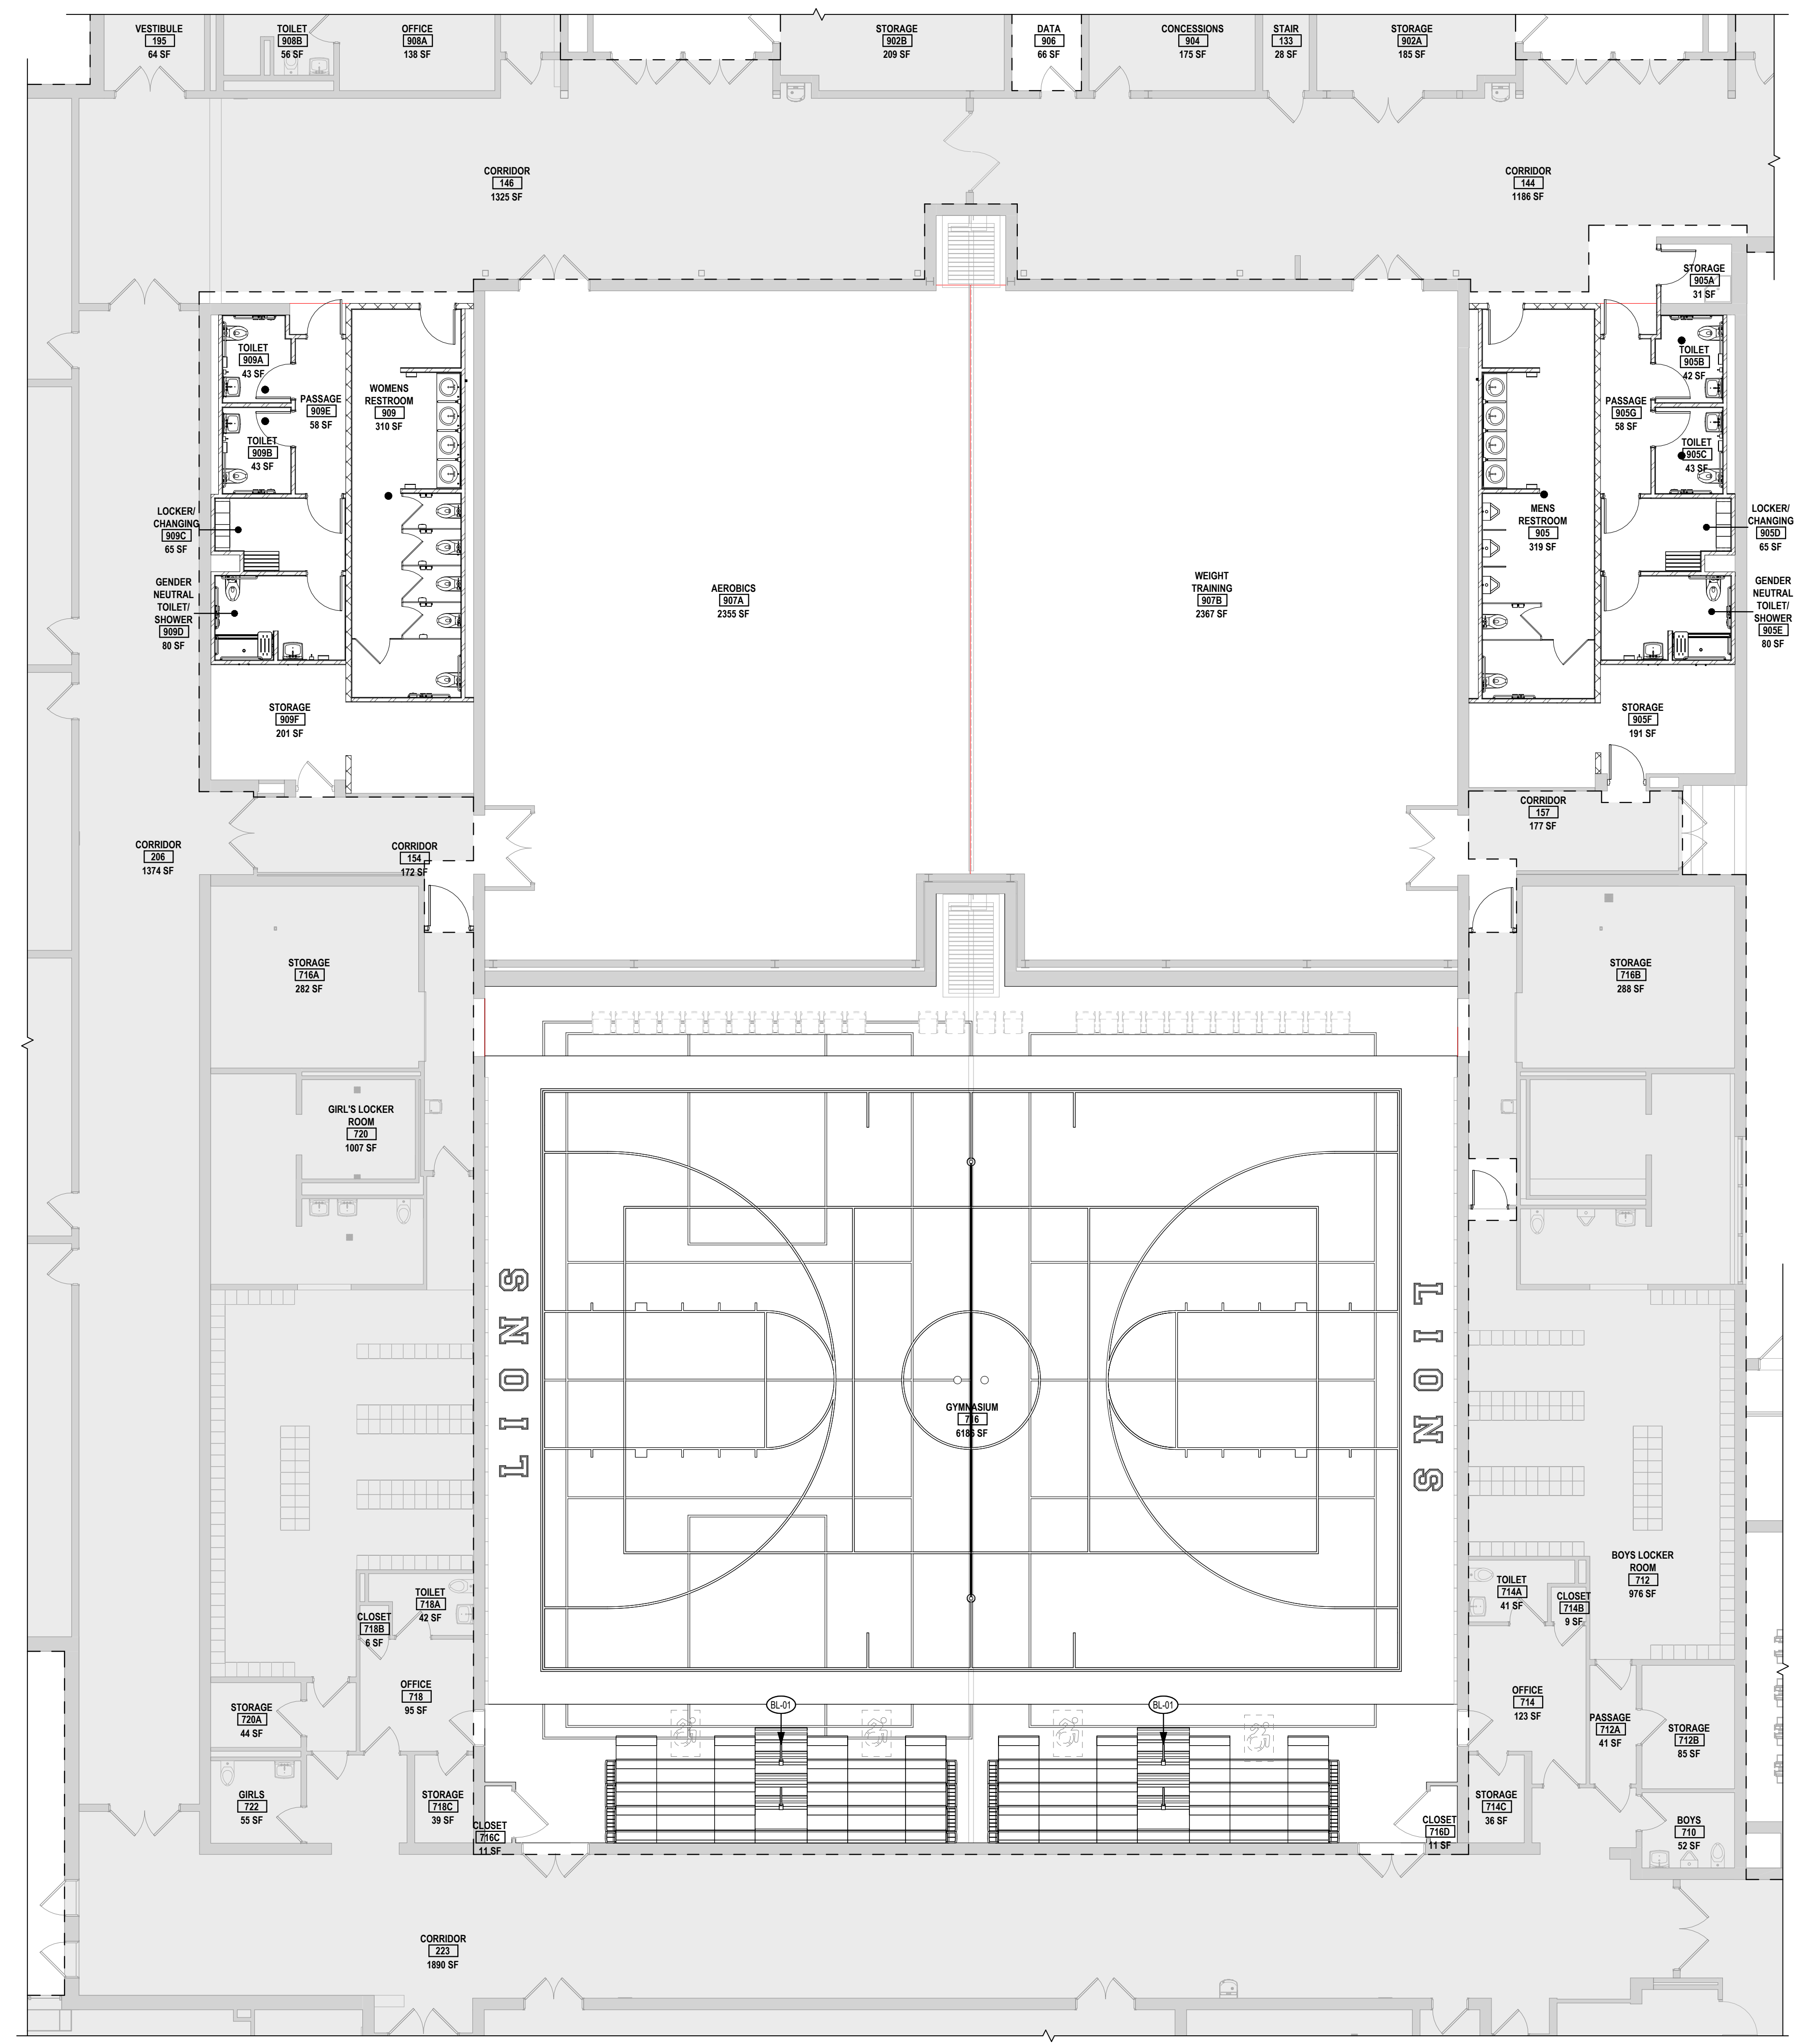 VESTIBULE
195
64 SF
TOILET
908B
56 SF
OFFICE
908A
138 SF
STORAGE
902B
209 SF
DATA
906
66 SF
CONCESSIONS
904
175 SF
STAIR
133
28 SF
STORAGE
902A
185 SF
CORRIDOR
146
1325 SF
CORRIDOR
144
1186 SF
STORAGE
905A
31 SF
TOILET
909A
43 SF
PASSAGE
909E
58 SF
WOMENS
RESTROOM
909
310 SF
TOILET
909B
43 SF
LOCKER/
CHANGING
909C
65 SF
GENDER
NEUTRAL
TOILET/
SHOWER
909D
80 SF
STORAGE
909F
201 SF
AEROBICS
907A
2355 SF
WEIGHT
TRAINING
907B
2367 SF
TOILET
905B
42 SF
PASSAGE
905G
58 SF
TOILET
905C
43 SF
MENS
RESTROOM
905
319 SF
LOCKER/
CHANGING
905D
65 SF
GENDER
NEUTRAL
TOILET/
SHOWER
905E
80 SF
STORAGE
905F
191 SF
CORRIDOR
206
1374 SF
CORRIDOR
154
172 SF
CORRIDOR
157
177 SF
STORAGE
716A
282 SF
STORAGE
716B
288 SF
GIRL'S LOCKER
ROOM
720
1007 SF
LIONS
LIONS
GYMNASIUM
716
6186 SF
BOYS LOCKER
ROOM
712
976 SF
TOILET
718A
42 SF
CLOSET
718B
6 SF
OFFICE
718
95 SF
STORAGE
720A
44 SF
GIRLS
722
55 SF
STORAGE
718C
39 SF
CLOSET
716C
11 SF
BL-01
BL-01
TOILET
714A
41 SF
CLOSET
714B
9 SF
OFFICE
714
123 SF
PASSAGE
712A
41 SF
STORAGE
712B
85 SF
STORAGE
714C
36 SF
CLOSET
716D
11 SF
BOYS
710
52 SF
CORRIDOR
223
1890 SF